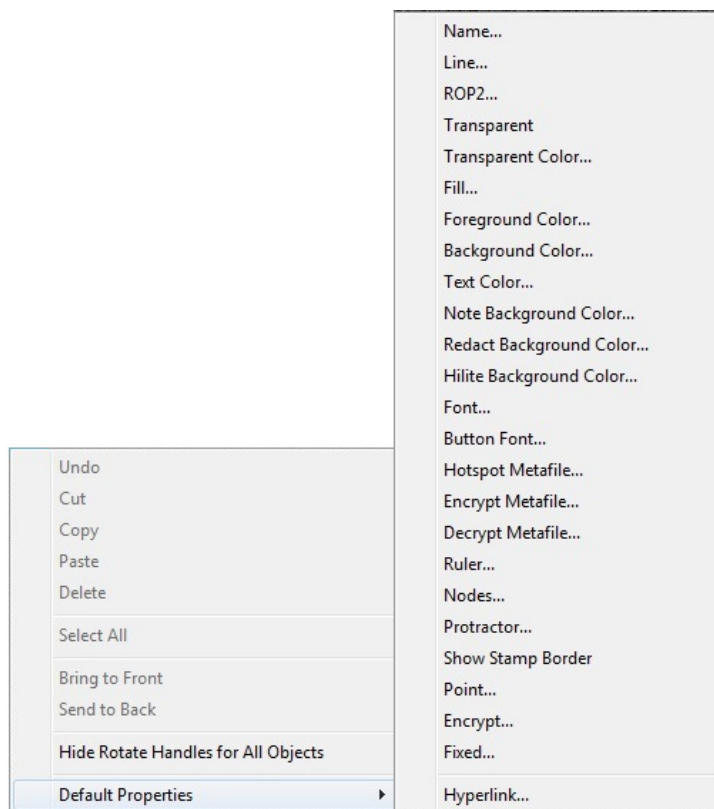 Name...
Line...
ROP2...
Transparent
Transparent Color...
Fill...
Foreground Color...
Background Color...
Text Color...
Note Background Color...
Redact Background Color...
Hilite Background Color...
Font...
Button Font...
Hotspot Metafile...
Encrypt Metafile...
Decrypt Metafile...
Ruler...
Nodes...
Protractor...
Show Stamp Border
Point...
Encrypt...
Fixed...
Hyperlink...
Undo
Cut
Copy
Paste
Delete
Select All
Bring to Front
Send to Back
Hide Rotate Handles for All Objects
Default Properties